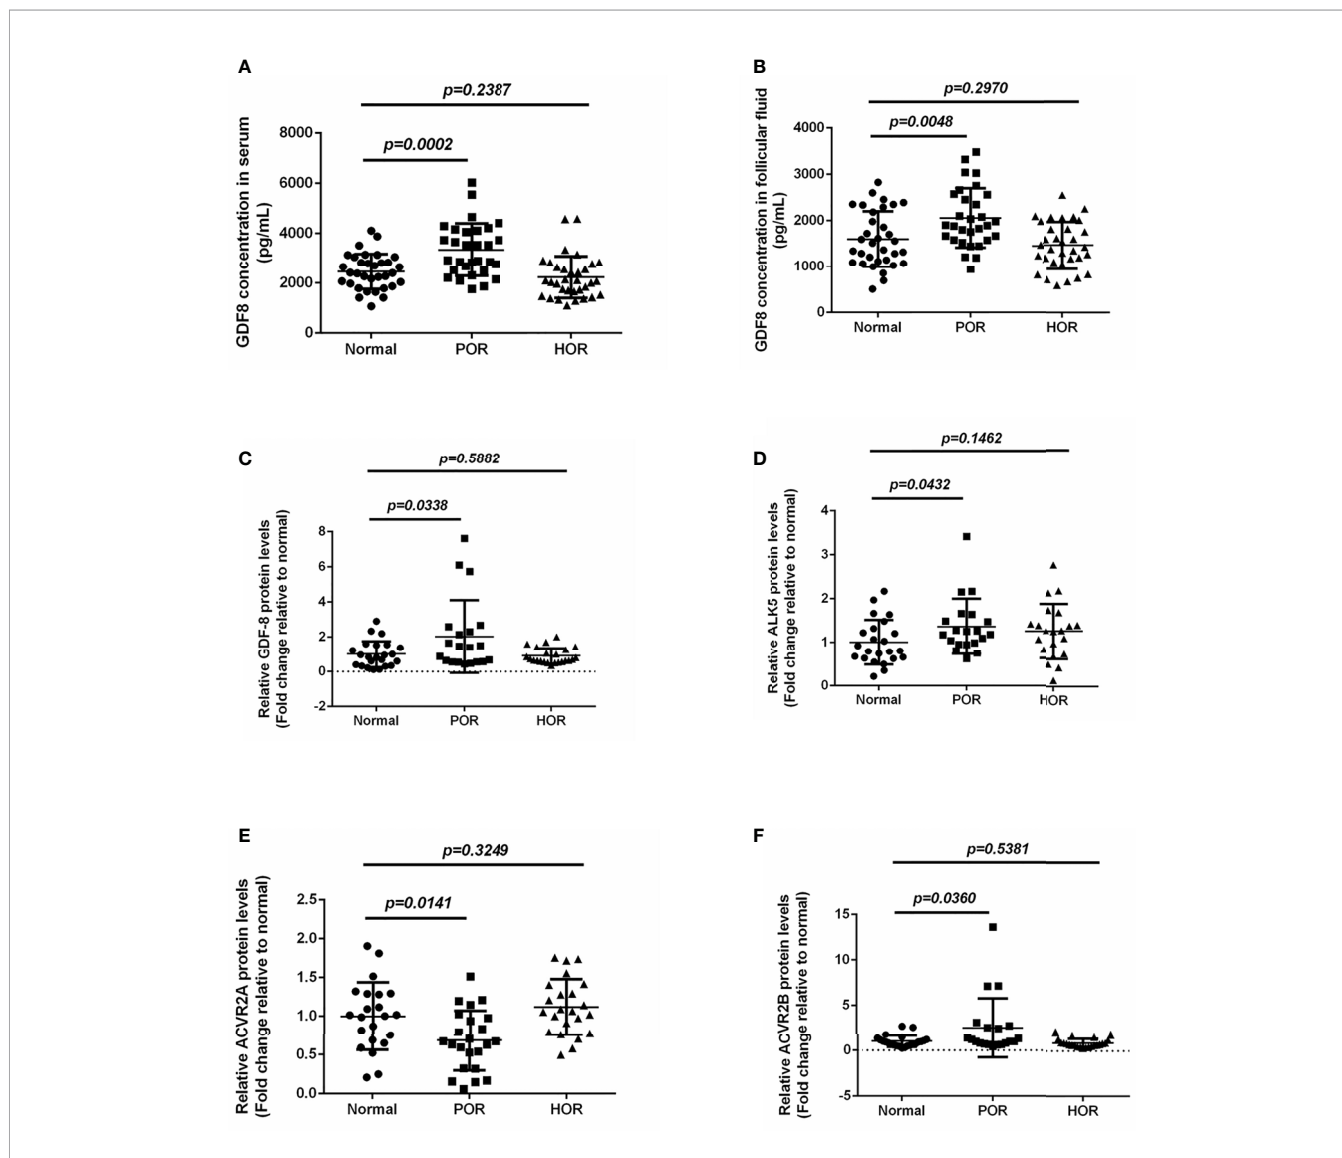 A
p=0.2387
p=0.0002
GDF8 concentration in serum
(pg/mL)
8000
6000
4000
2000
0
Normal
POR
HOR
B
p=0.2970
p=0.0048
GDF8 concentration in follicular fluid
(pg/mL)
4000
3000
2000
1000
0
Normal
POR
HOR
C
p=0.5882
p=0.0338
Relative GDF-8 protein levels
(Fold change relative to normal)
8
6
4
2
0
-2
Normal
POR
HOR
D
p=0.1462
p=0.0432
Relative ALK5 protein levels
(Fold change relative to normal)
4
3
2
1
0
Normal
POR
HOR
E
p=0.3249
p=0.0141
Relative ACVR2A protein levels
(Fold change relative to normal)
2.5
2.0
1.5
1.0
0.5
0.0
Normal
POR
HOR
F
p=0.5381
p=0.0360
Relative ACVR2B protein levels
(Fold change relative to normal)
15
10
5
0
-5
Normal
POR
HOR